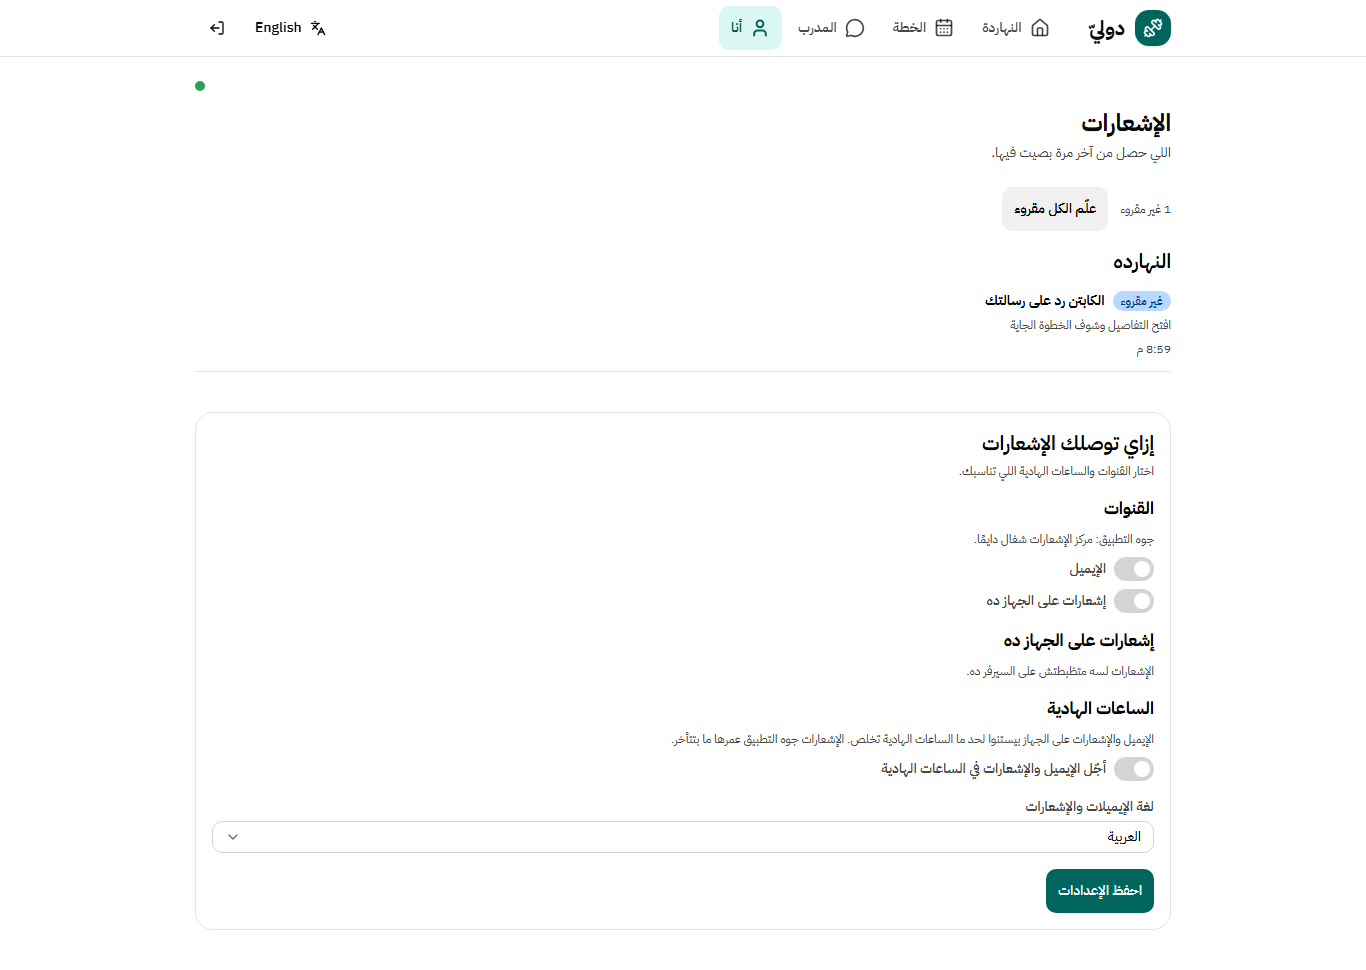 دوليّ
النهاردة
الخطة
المدرب
أنا
English
الإشعارات
اللي حصل من آخر مرة بصيت فيها.
1 غير مقروء
علّم الكل مقروء
النهارده
غير مقروء الكابتن رد على رسالتك
افتح التفاصيل وشوف الخطوة الجاية
8:59 م
إزاي توصلك الإشعارات
اختار القنوات والساعات الهادية اللي تناسبك.
القنوات
جوه التطبيق: مركز الإشعارات شغال دايمًا.
الإيميل
إشعارات على الجهاز ده
إشعارات على الجهاز ده
الإشعارات لسه متظبطتش على السيرفر ده.
الساعات الهادية
الإيميل والإشعارات على الجهاز بيستنوا لحد ما الساعات الهادية تخلص. الإشعارات جوه التطبيق عمرها ما بتتأخر.
أجّل الإيميل والإشعارات في الساعات الهادية
لغة الإيميلات والإشعارات
العربية
احفظ الإعدادات